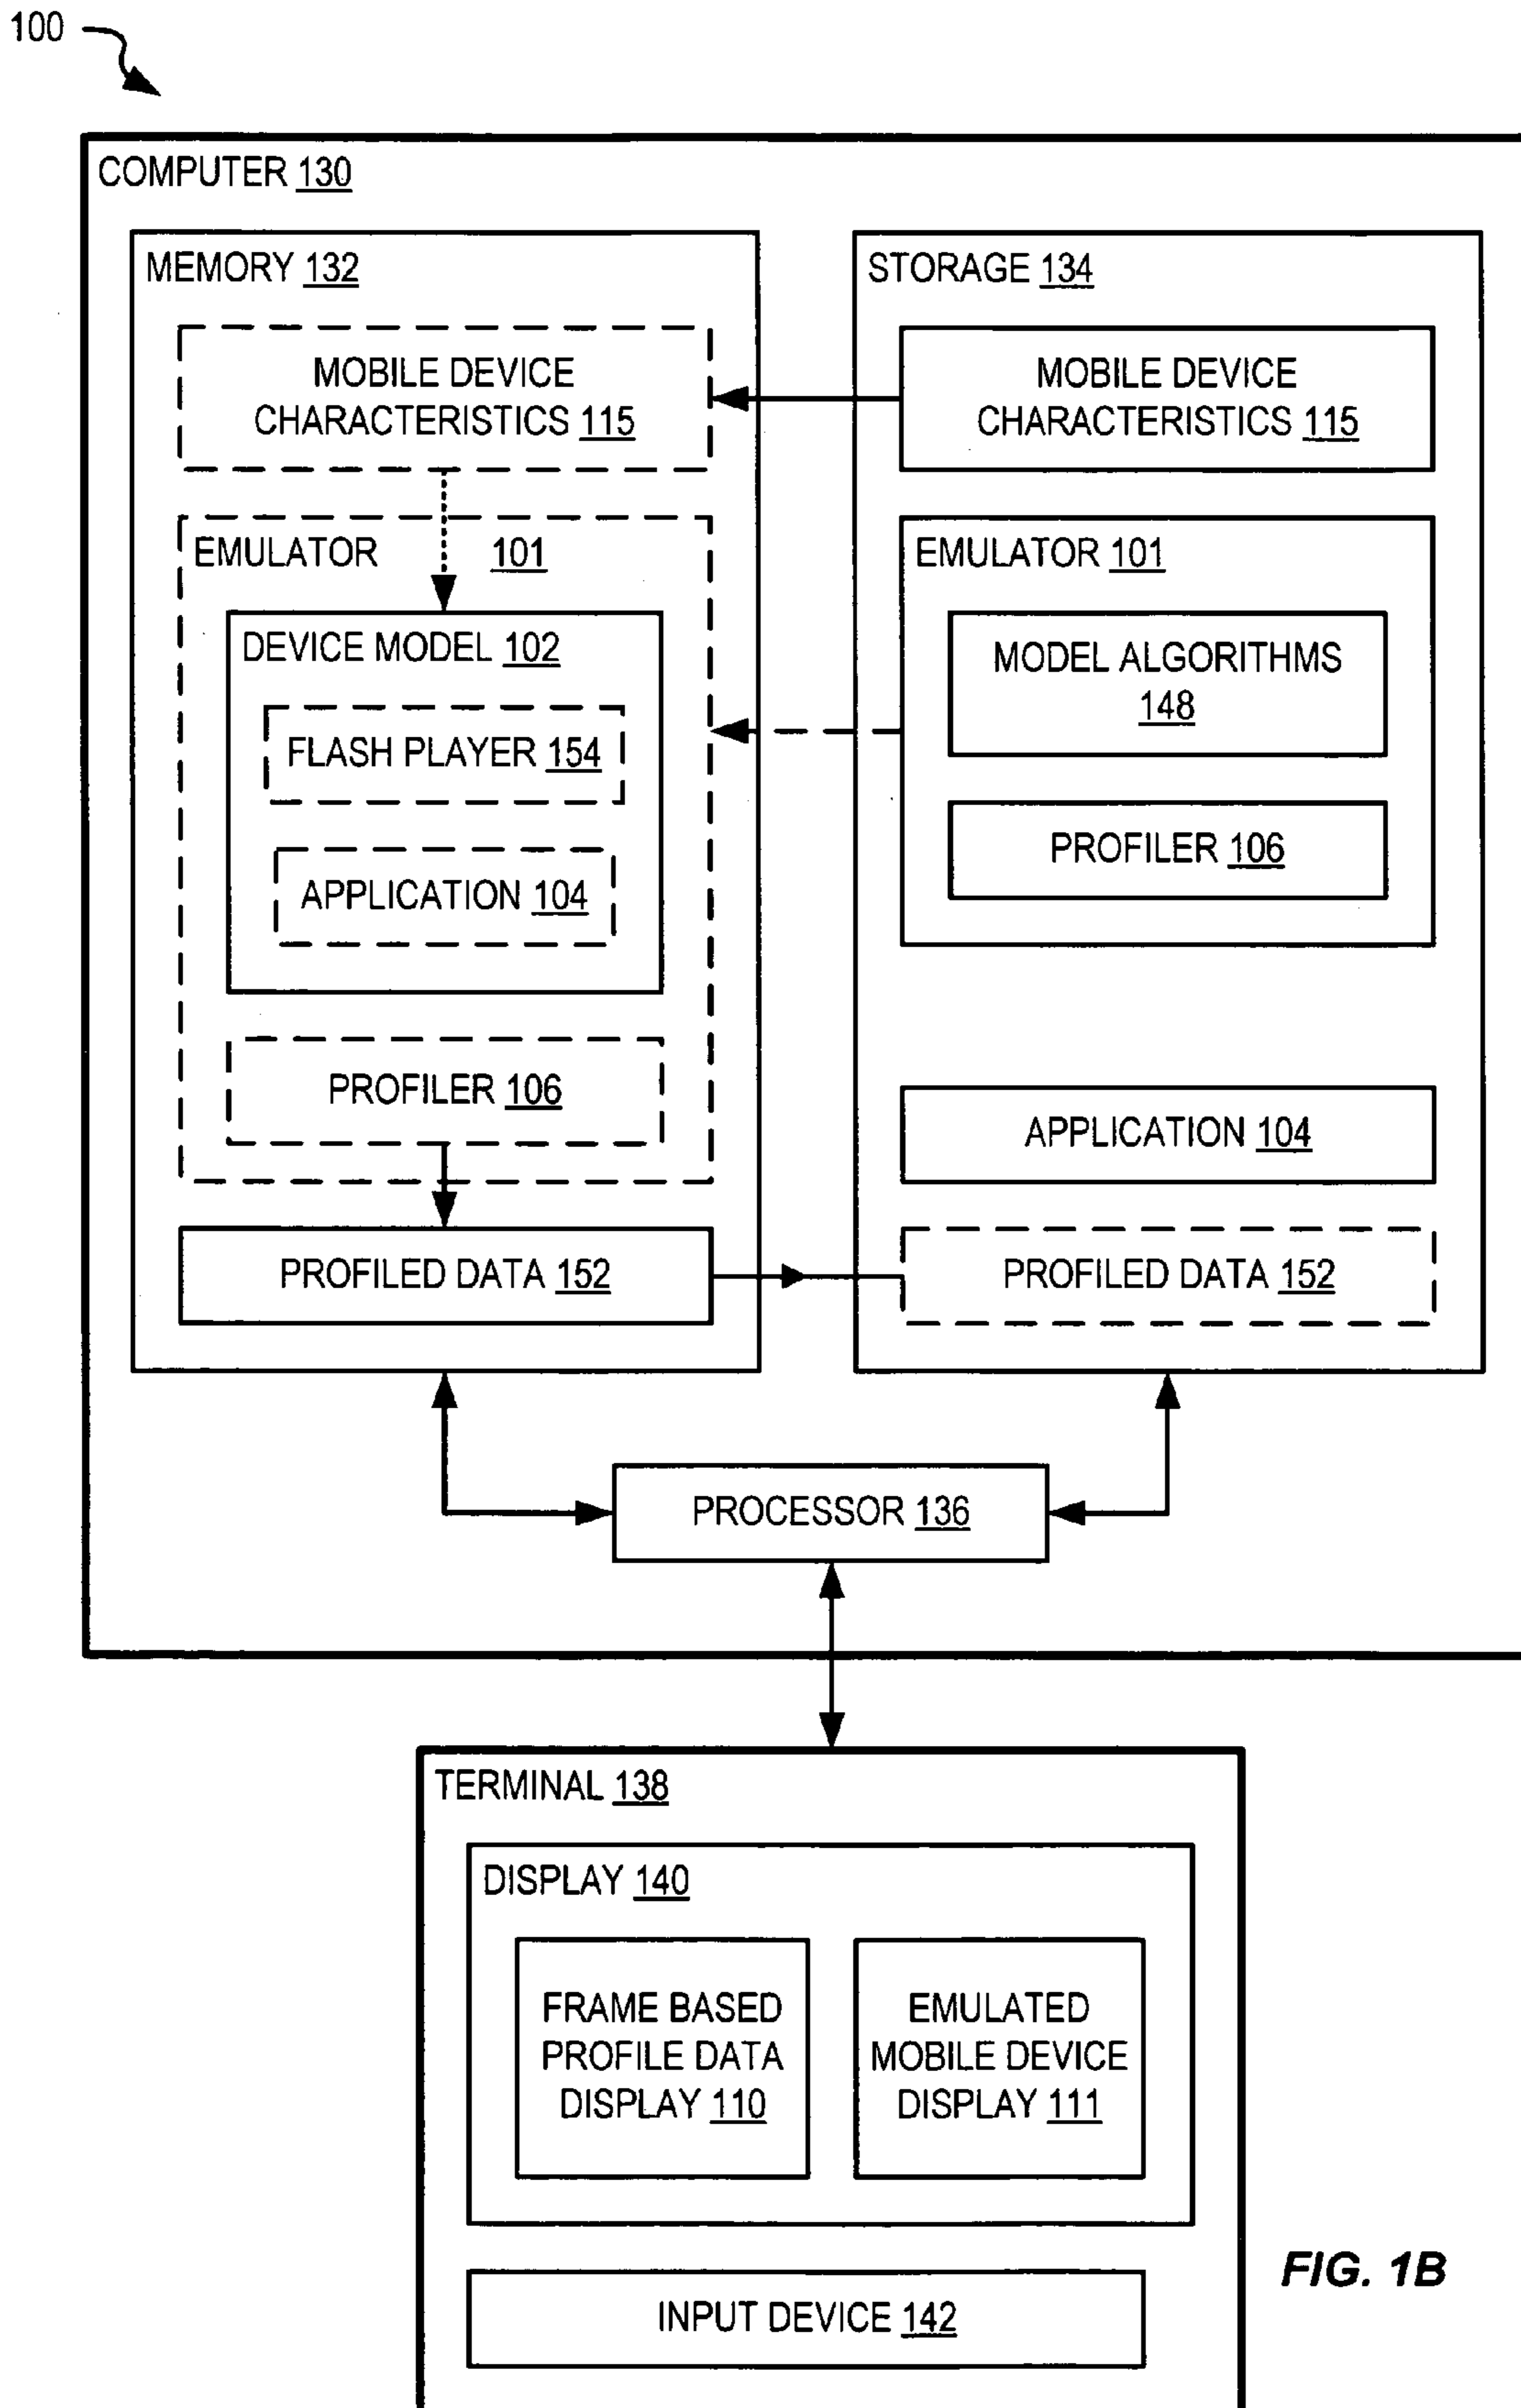 100
COMPUTER 130
MEMORY 132
MOBILE DEVICE
CHARACTERISTICS 115
EMULATOR 101
DEVICE MODEL 102
FLASH PLAYER 154
APPLICATION 104
PROFILER 106
PROFILED DATA 152
STORAGE 134
MOBILE DEVICE
CHARACTERISTICS 115
EMULATOR 101
MODEL ALGORITHMS
148
PROFILER 106
APPLICATION 104
PROFILED DATA 152
PROCESSOR 136
TERMINAL 138
DISPLAY 140
FRAME BASED
PROFILE DATA
DISPLAY 110
EMULATED
MOBILE DEVICE
DISPLAY 111
INPUT DEVICE 142
FIG. 1B